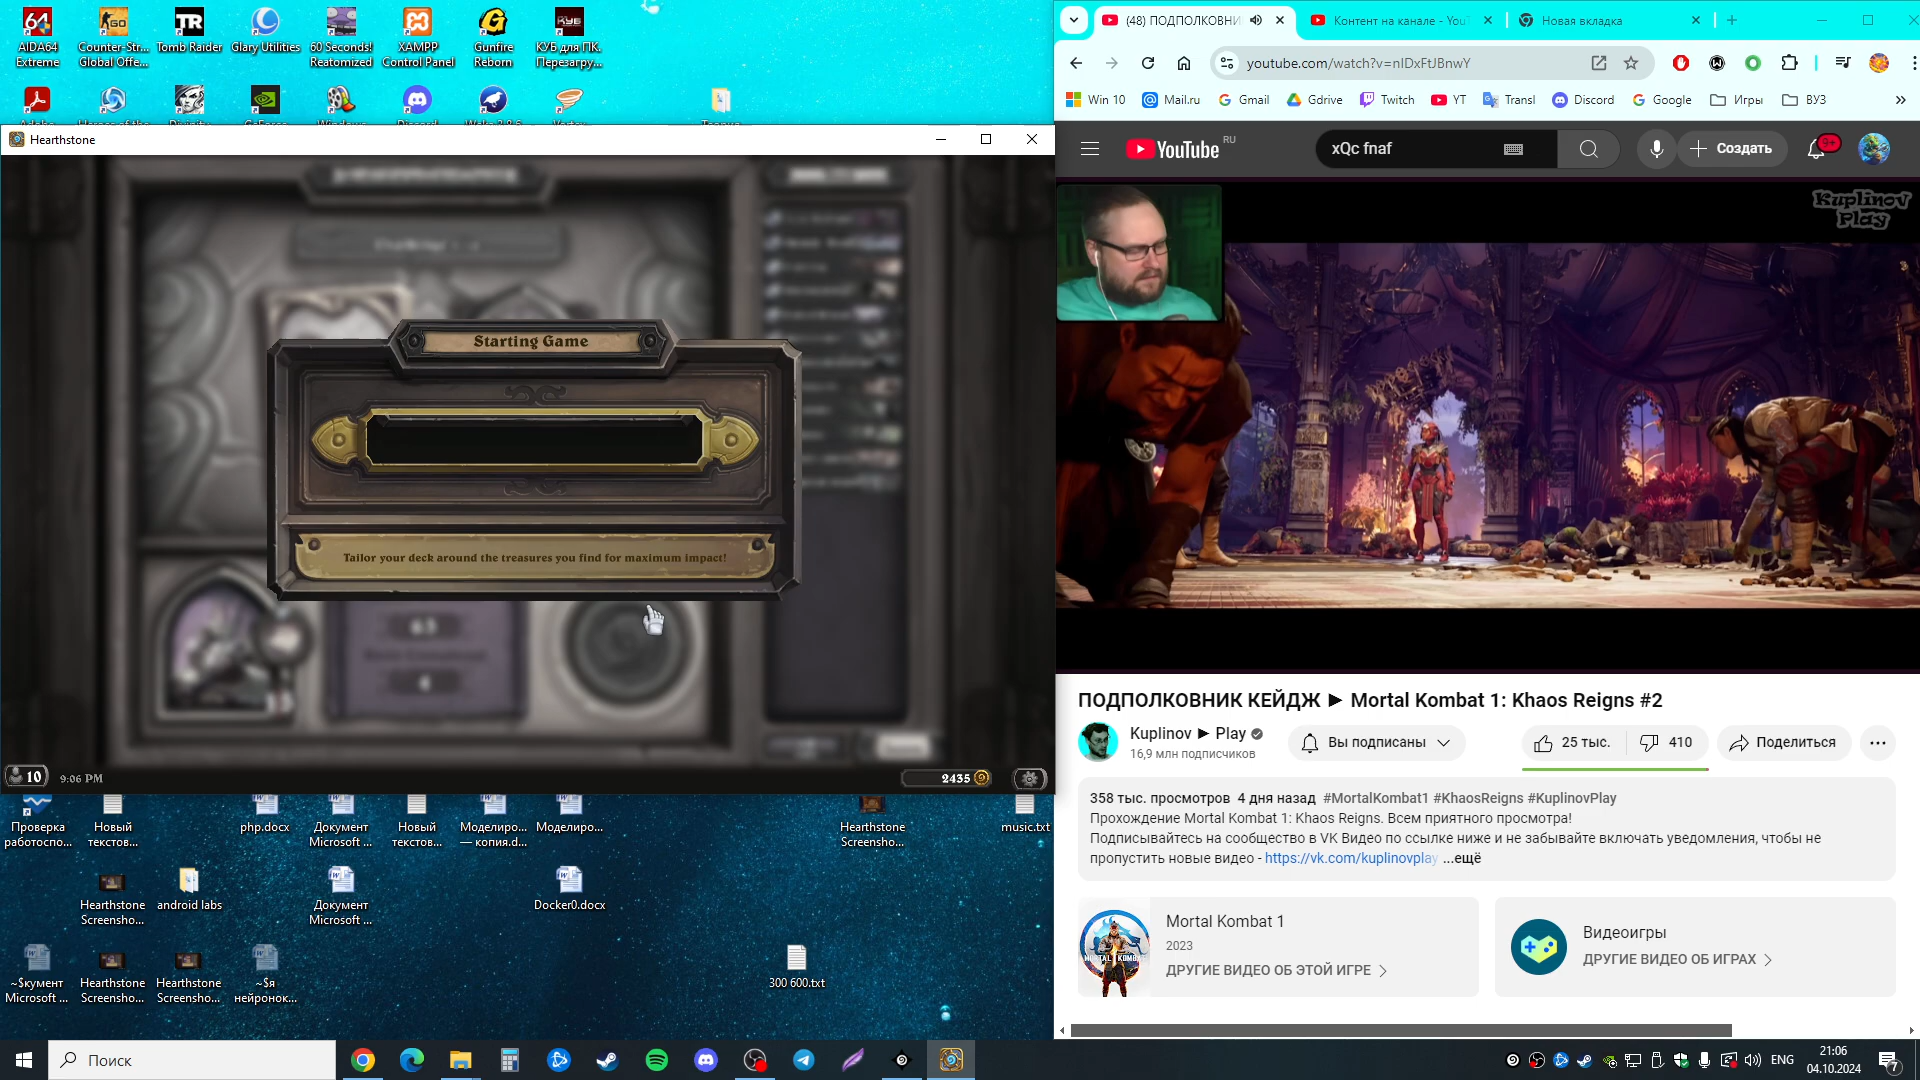 AIDA64 Extreme
Counter-Str... Global Offe...
Tomb Raider
Glary Utilities
60 Seconds! Reatomized
XAMPP Control Panel
Gunfire Reborn
КУБ для ПК. Перезагру...
Hearthstone
Starting Game
Tailor your deck around the treasures you find for maximum impact!
10
9:06 PM
2435
Проверка работоспо...
Новый текстов...
php.docx
Документ Microsoft ...
Новый текстов...
Моделиро... — копия.d...
Моделиро...
Hearthstone Screensho...
music.txt
Hearthstone Screensho...
android labs
Документ Microsoft ...
Docker0.docx
~$кумент Microsoft ...
Hearthstone Screensho...
Hearthstone Screensho...
~$я нейронок...
300 600.txt
(48) ПОДПОЛКОВНИ
Контент на канале - YouT
Новая вкладка
youtube.com/watch?v=nIDxFtJBnwY
Win 10
Mail.ru
Gmail
Gdrive
Twitch
YT
Transl
Discord
Google
Игры
ВУЗ
YouTube RU
xQc fnaf
Создать
9+
Kuplinov Play
ПОДПОЛКОВНИК КЕЙДЖ ► Mortal Kombat 1: Khaos Reigns #2
Kuplinov ► Play
16,9 млн подписчиков
Вы подписаны
25 тыс.
410
Поделиться
358 тыс. просмотров 4 дня назад #MortalKombat1 #KhaosReigns #KuplinovPlay
Прохождение Mortal Kombat 1: Khaos Reigns. Всем приятного просмотра!
Подписывайтесь на сообщество в VK Видео по ссылке ниже и не забывайте включать уведомления, чтобы не
пропустить новые видео - https://vk.com/kuplinovplay ...ещё
Mortal Kombat 1
2023
ДРУГИЕ ВИДЕО ОБ ЭТОЙ ИГРЕ
Видеоигры
ДРУГИЕ ВИДЕО ОБ ИГРАХ
Поиск
ENG
21:06
04.10.2024
7